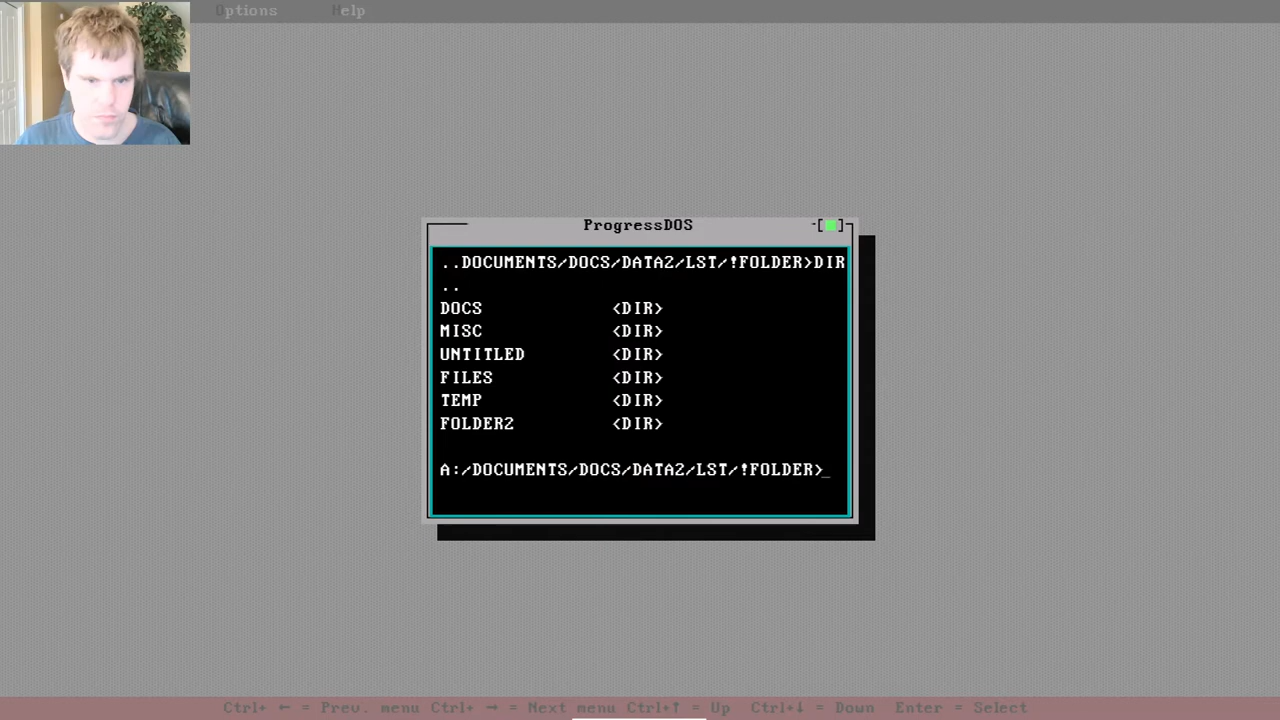 Options Help
ProgressDOS
..DOCUMENTS/DOCS/DATA2/LST/!FOLDER>DIR
..
DOCS <DIR>
MISC <DIR>
UNTITLED <DIR>
FILES <DIR>
TEMP <DIR>
FOLDER2 <DIR>
A:/DOCUMENTS/DOCS/DATA2/LST/!FOLDER>_
Ctrl+ ← = Prev. menu Ctrl+ → = Next menu Ctrl+↑ = Up Ctrl+↓ = Down Enter = Select